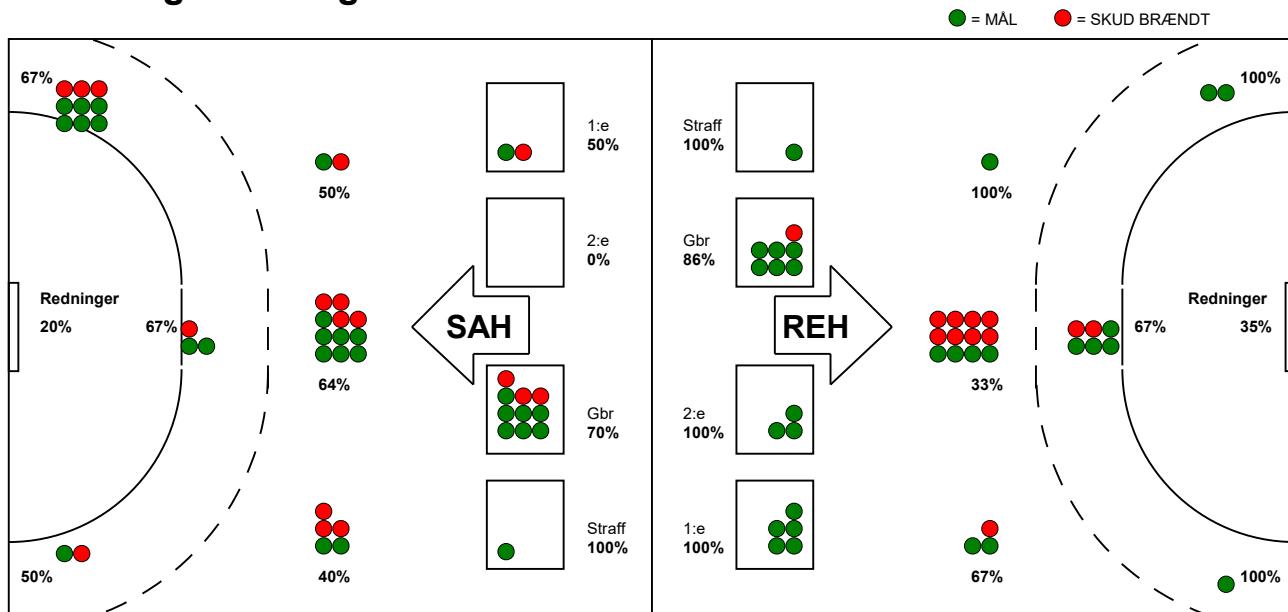 = MÅL
= SKUD BRÆNDT
67%
1:e
50%
50%
2:e
0%
Redninger
20%
67%
SAH
64%
Gbr
70%
Straff
100%
50%
40%
Straff
100%
100%
100%
Gbr
86%
REH
Redninger
35%
67%
33%
2:e
100%
1:e
100%
67%
100%